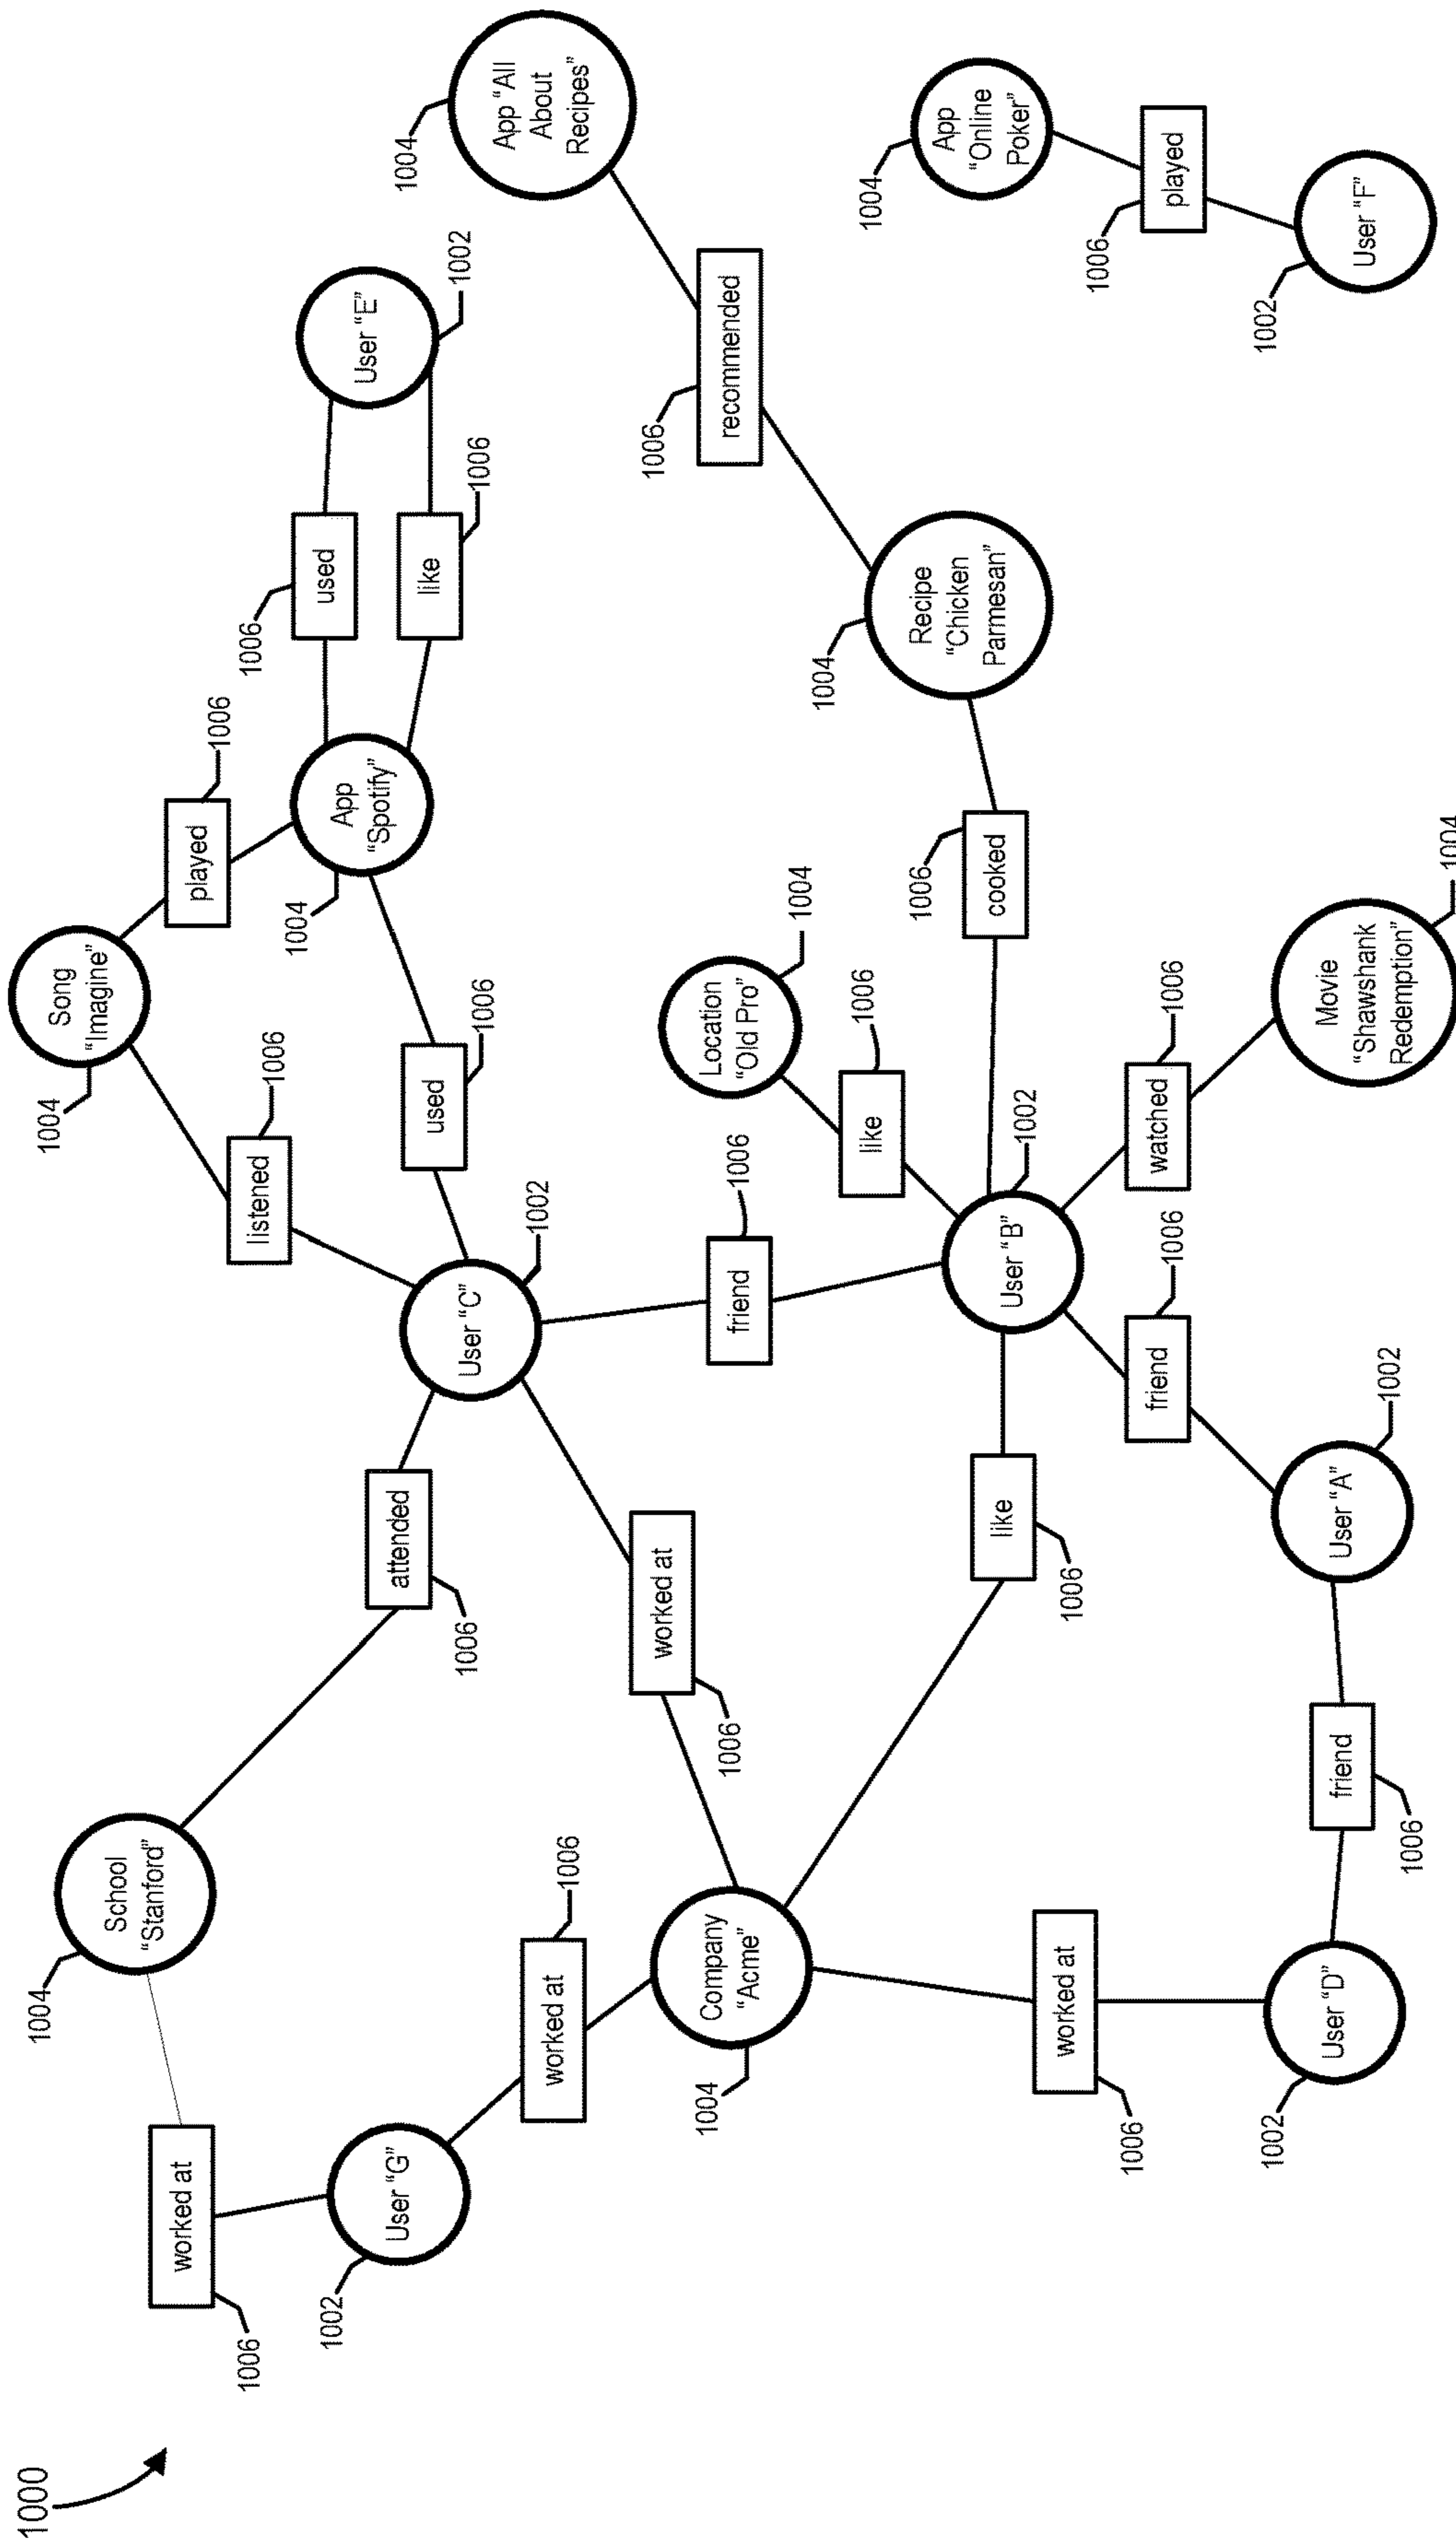 1000
1006
worked at
1004
School
“Stanford”
attended
1006
1004
Song
“Imagine”
listened
1006
played
1006
1002
User “G”
worked at
1006
User “C”
1002
used
1006
1004
App
“Spotify”
1006
used
like
1006
User “E”
1002
1004
Company
“Acme”
worked at
1006
friend
1006
Location
“Old Pro”
1004
like
1006
1006
recommended
1004
App “All
About
Recipes”
like
1006
User “B”
1002
1006
cooked
1004
Recipe
“Chicken
Parmesan”
1006
worked at
1002
User “D”
friend
1006
User “A”
1002
friend
1006
watched
1006
Movie
“Shawshank
Redemption”
1004
1004
App
“Online
Poker”
1006
played
1002
User “F”